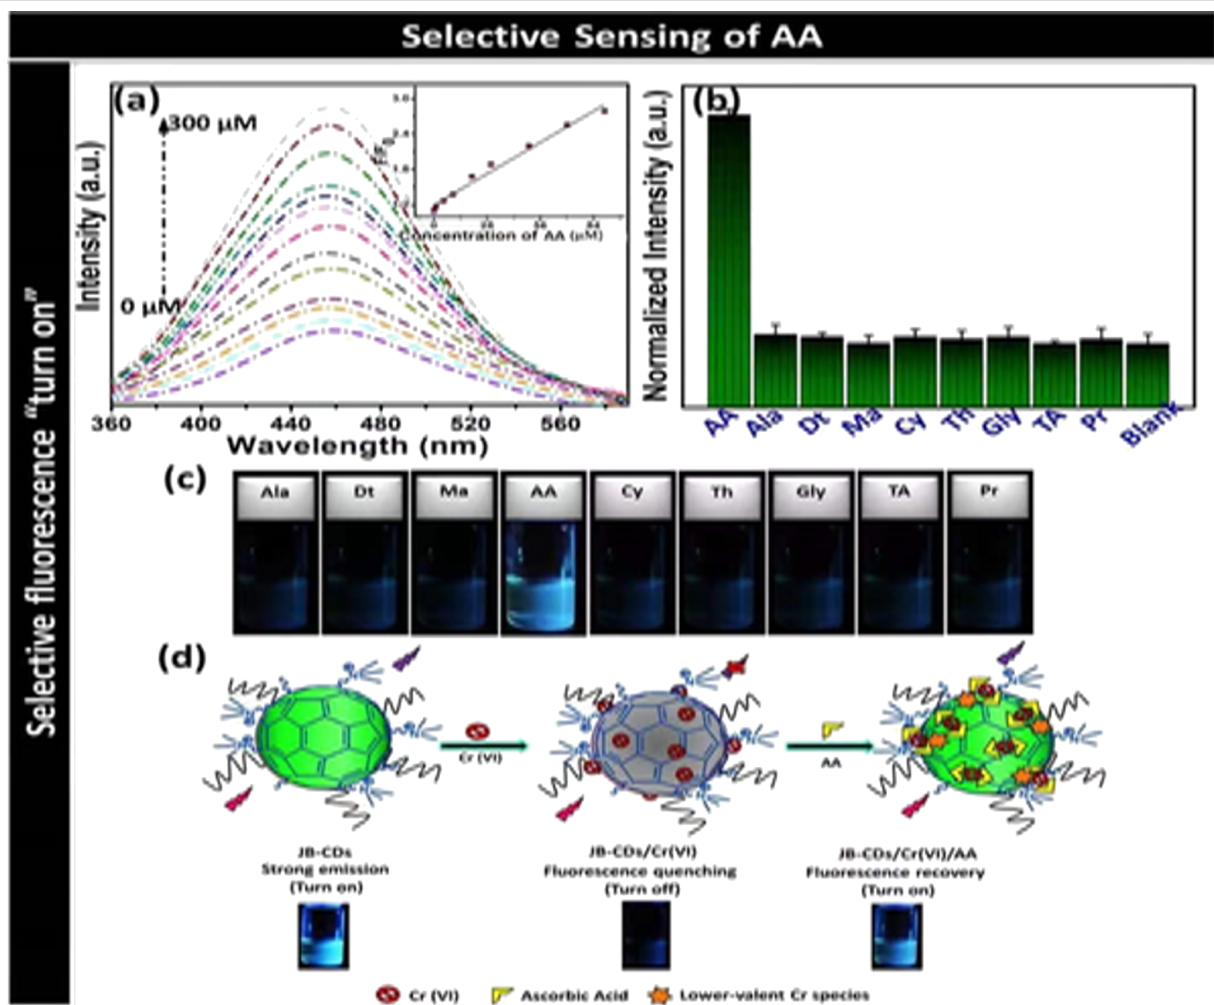 Selective Sensing of AA
Selective fluorescence "turn on"
(a)
300 μM
0 μM
Intensity (a.u.)
Concentration of AA (μM)
360 400 440 480 520 560
Wavelength (nm)
(b)
Normalized Intensity (a.u.)
AA Ala Dt Ma Cy Th Gly TA Pr Blank
(c)
Ala Dt Ma AA Cy Th Gly TA Pr
(d)
Cr (VI)
AA
JB-CDs
Strong emission
(Turn on)
JB-CDs/Cr(VI)
Fluorescence quenching
(Turn off)
JB-CDs/Cr(VI)/AA
Fluorescence recovery
(Turn on)
Cr (VI) Ascorbic Acid Lower-valent Cr species